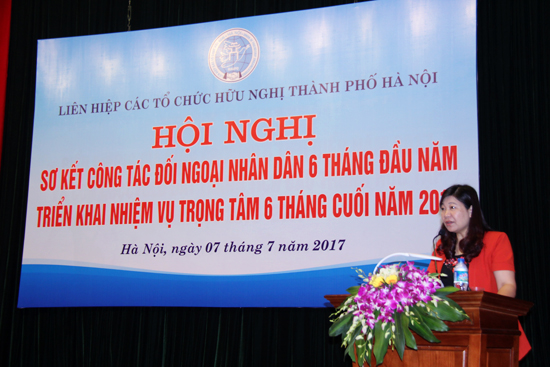 LIÊN HIỆP CÁC TỔ CHỨC HỮU NGHỊ THÀNH PHỐ HÀ NỘI
HỘI NGHỊ
SƠ KẾT CÔNG TÁC ĐỐI NGOẠI NHÂN DÂN 6 THÁNG ĐẦU NĂM
TRIỂN KHAI NHIỆM VỤ TRỌNG TÂM 6 THÁNG CUỐI NĂM 20
Hà Nội, ngày 07 tháng 7 năm 2017